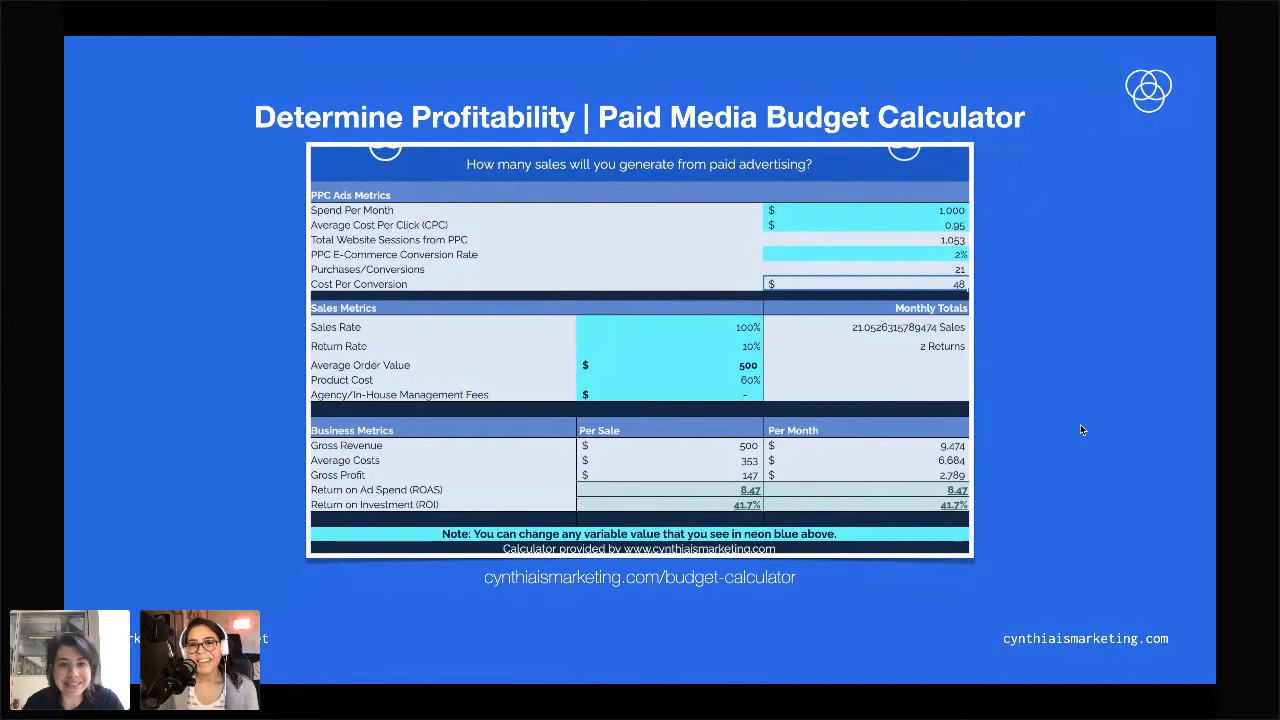 Determine Profitability | Paid Media Budget Calculator
How many sales will you generate from paid advertising?
PPC Ads Metrics
Spend Per Month $ 1,000
Average Cost Per Click (CPC) $ 0.95
Total Website Sessions from PPC 1,053
PPC E-Commerce Conversion Rate 2%
Purchases/Conversions 21
Cost Per Conversion $ 48
Sales Metrics Monthly Totals
Sales Rate 100% 21.0526315789474 Sales
Return Rate 10% 2 Returns
Average Order Value $ 500
Product Cost 60%
Agency/In-House Management Fees $ -
Business Metrics Per Sale Per Month
Gross Revenue $ 500 $ 9,474
Average Costs $ 353 $ 6,684
Gross Profit $ 147 $ 2,789
Return on Ad Spend (ROAS) 8.47 8.47
Return on Investment (ROI) 41.7% 41.7%
Note: You can change any variable value that you see in neon blue above.
Calculator provided by www.cynthiaismarketing.com
cynthiaismarketing.com/budget-calculator
cynthiaismarketing.com